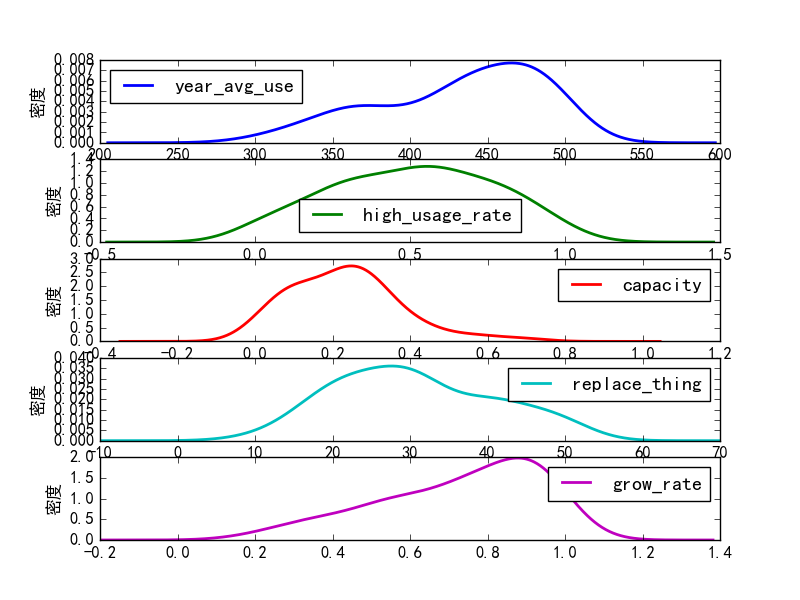 0.008
0.007
0.006
0.005
0.004
0.003
0.002
0.001
0.000
密度
year_avg_use
200 250 300 350 400 450 500 550 600
1.4
1.2
1.0
0.8
0.6
0.4
0.2
0.0
密度
high_usage_rate
-0.5 0.0 0.5 1.0 1.5
3.0
2.5
2.0
1.5
1.0
0.5
0.0
密度
capacity
-0.4 -0.2 0.0 0.2 0.4 0.6 0.8 1.0 1.2
0.040
0.035
0.030
0.025
0.020
0.015
0.010
0.005
0.000
密度
replace_thing
-10 0 10 20 30 40 50 60 70
2.0
1.5
1.0
0.5
0.0
密度
grow_rate
-0.2 0.0 0.2 0.4 0.6 0.8 1.0 1.2 1.4